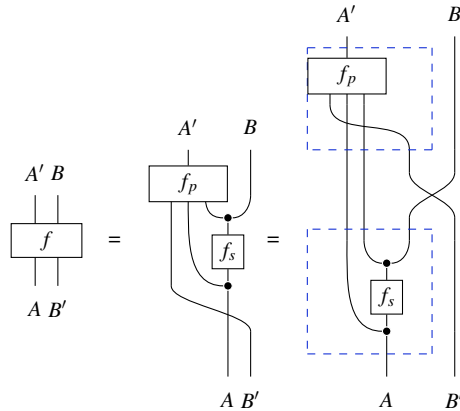 A′ B
f
A B′
=
A′ B
f_p
f_s
A B′
=
A′ B
f_p
f_s
A B′